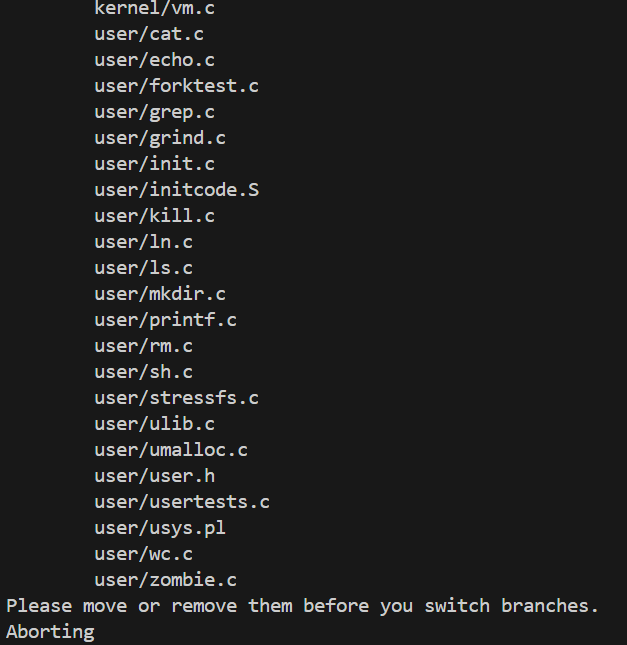 kernel/vm.c
user/cat.c
user/echo.c
user/forktest.c
user/grep.c
user/grind.c
user/init.c
user/initcode.S
user/kill.c
user/ln.c
user/ls.c
user/mkdir.c
user/printf.c
user/rm.c
user/sh.c
user/stressfs.c
user/ulib.c
user/umalloc.c
user/user.h
user/usertests.c
user/usys.pl
user/wc.c
user/zombie.c
Please move or remove them before you switch branches.
Aborting